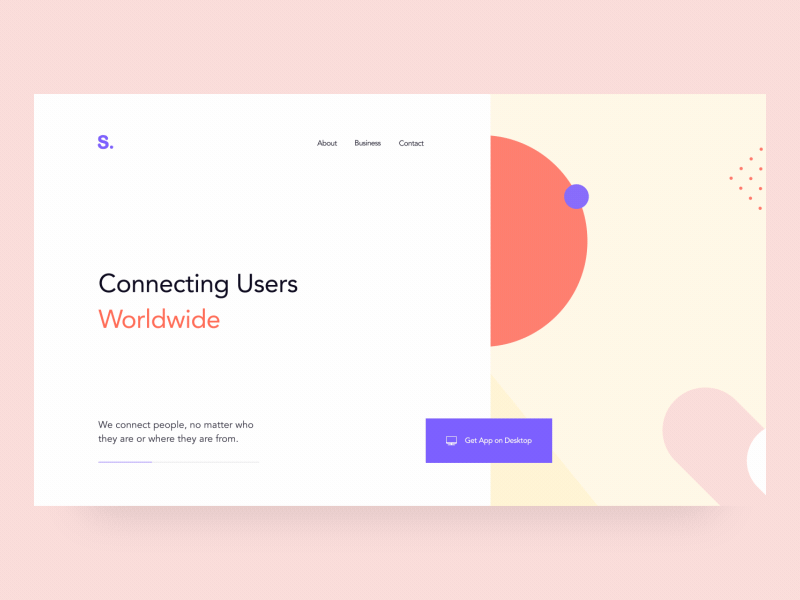 S.
About Business Contact
Connecting Users
Worldwide
We connect people, no matter who
they are or where they are from.
Get App on Desktop